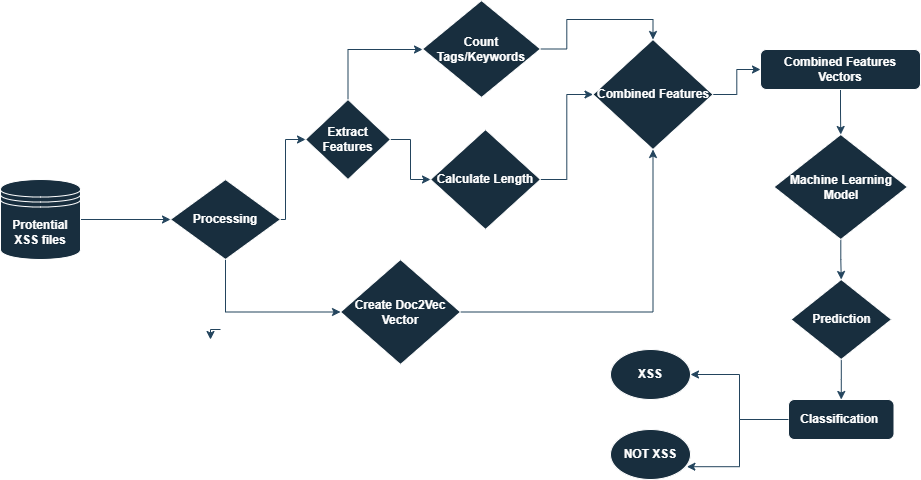 Count
Tags/Keywords
Combined Features
Combined Features
Vectors
Extract
Features
Calculate Length
Machine Learning
Model
Protential
XSS files
Processing
Create Doc2Vec
Vector
Prediction
XSS
Classification
NOT XSS